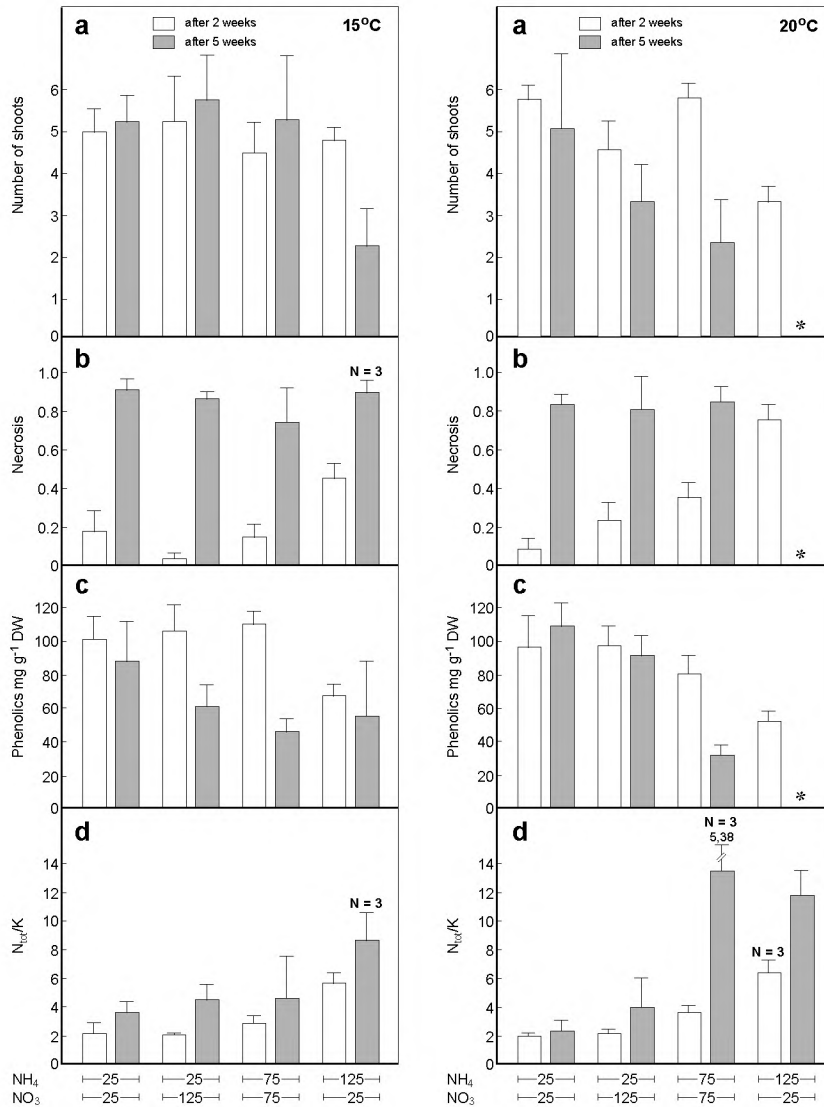 a
after 2 weeks
after 5 weeks
15°C
Number of shoots
6
5
4
3
2
1
0
b
N = 3
Necrosis
1.0
0.8
0.6
0.4
0.2
0
c
Phenolics mg g⁻¹ DW
120
100
80
60
40
20
0
d
N = 3
Ntot/K
14
12
10
8
6
4
2
0
NH4 25 25 75 125
NO3 25 125 75 25
a
after 2 weeks
after 5 weeks
20°C
Number of shoots
6
5
4
3
2
1
0
*
b
Necrosis
1.0
0.8
0.6
0.4
0.2
0
*
c
Phenolics mg g⁻¹ DW
120
100
80
60
40
20
0
*
d
N = 3
5,38
N = 3
Ntot/K
14
12
10
8
6
4
2
0
NH4 25 25 75 125
NO3 25 125 75 25